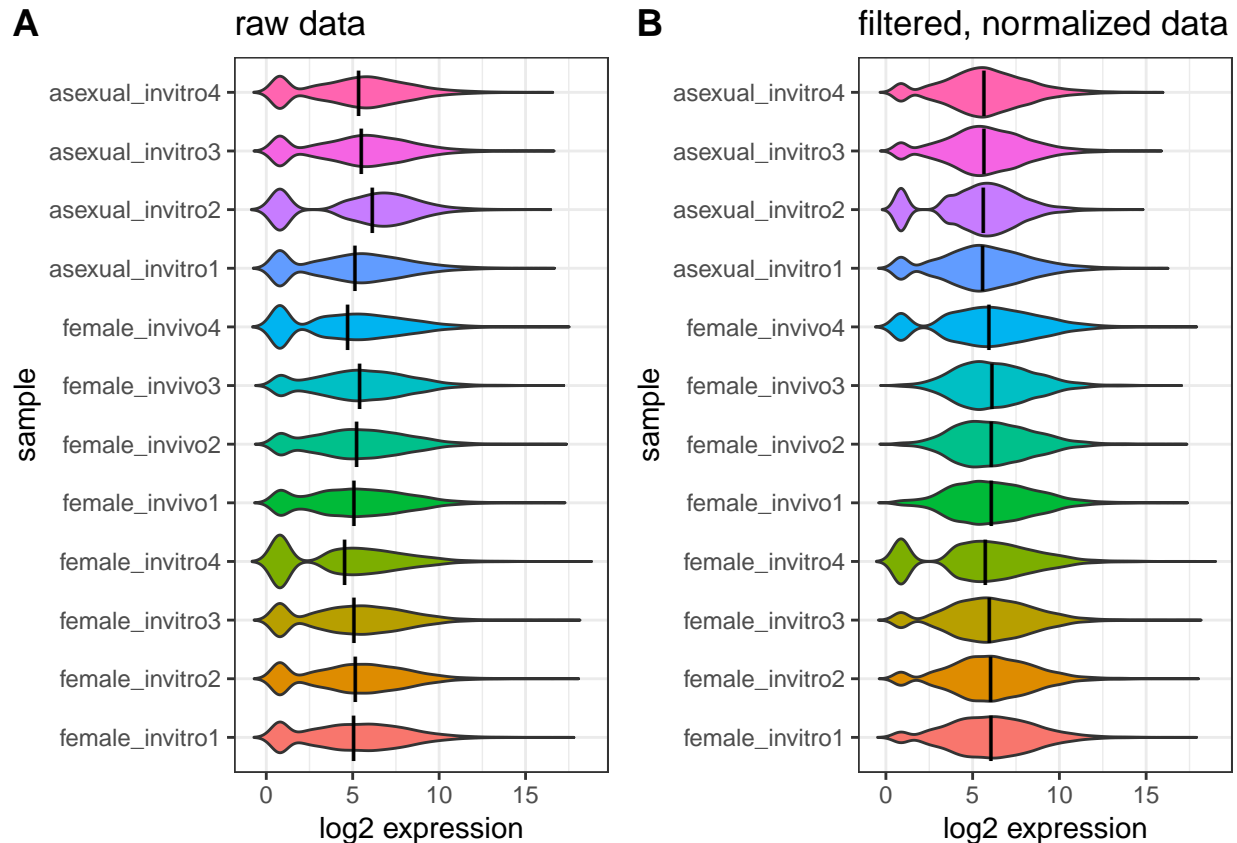 A
raw data
asexual_invitro4
asexual_invitro3
asexual_invitro2
asexual_invitro1
female_invivo4
female_invivo3
female_invivo2
female_invivo1
female_invitro4
female_invitro3
female_invitro2
female_invitro1
sample
0 5 10 15
log2 expression
B
filtered, normalized data
asexual_invitro4
asexual_invitro3
asexual_invitro2
asexual_invitro1
female_invivo4
female_invivo3
female_invivo2
female_invivo1
female_invitro4
female_invitro3
female_invitro2
female_invitro1
sample
0 5 10 15
log2 expression